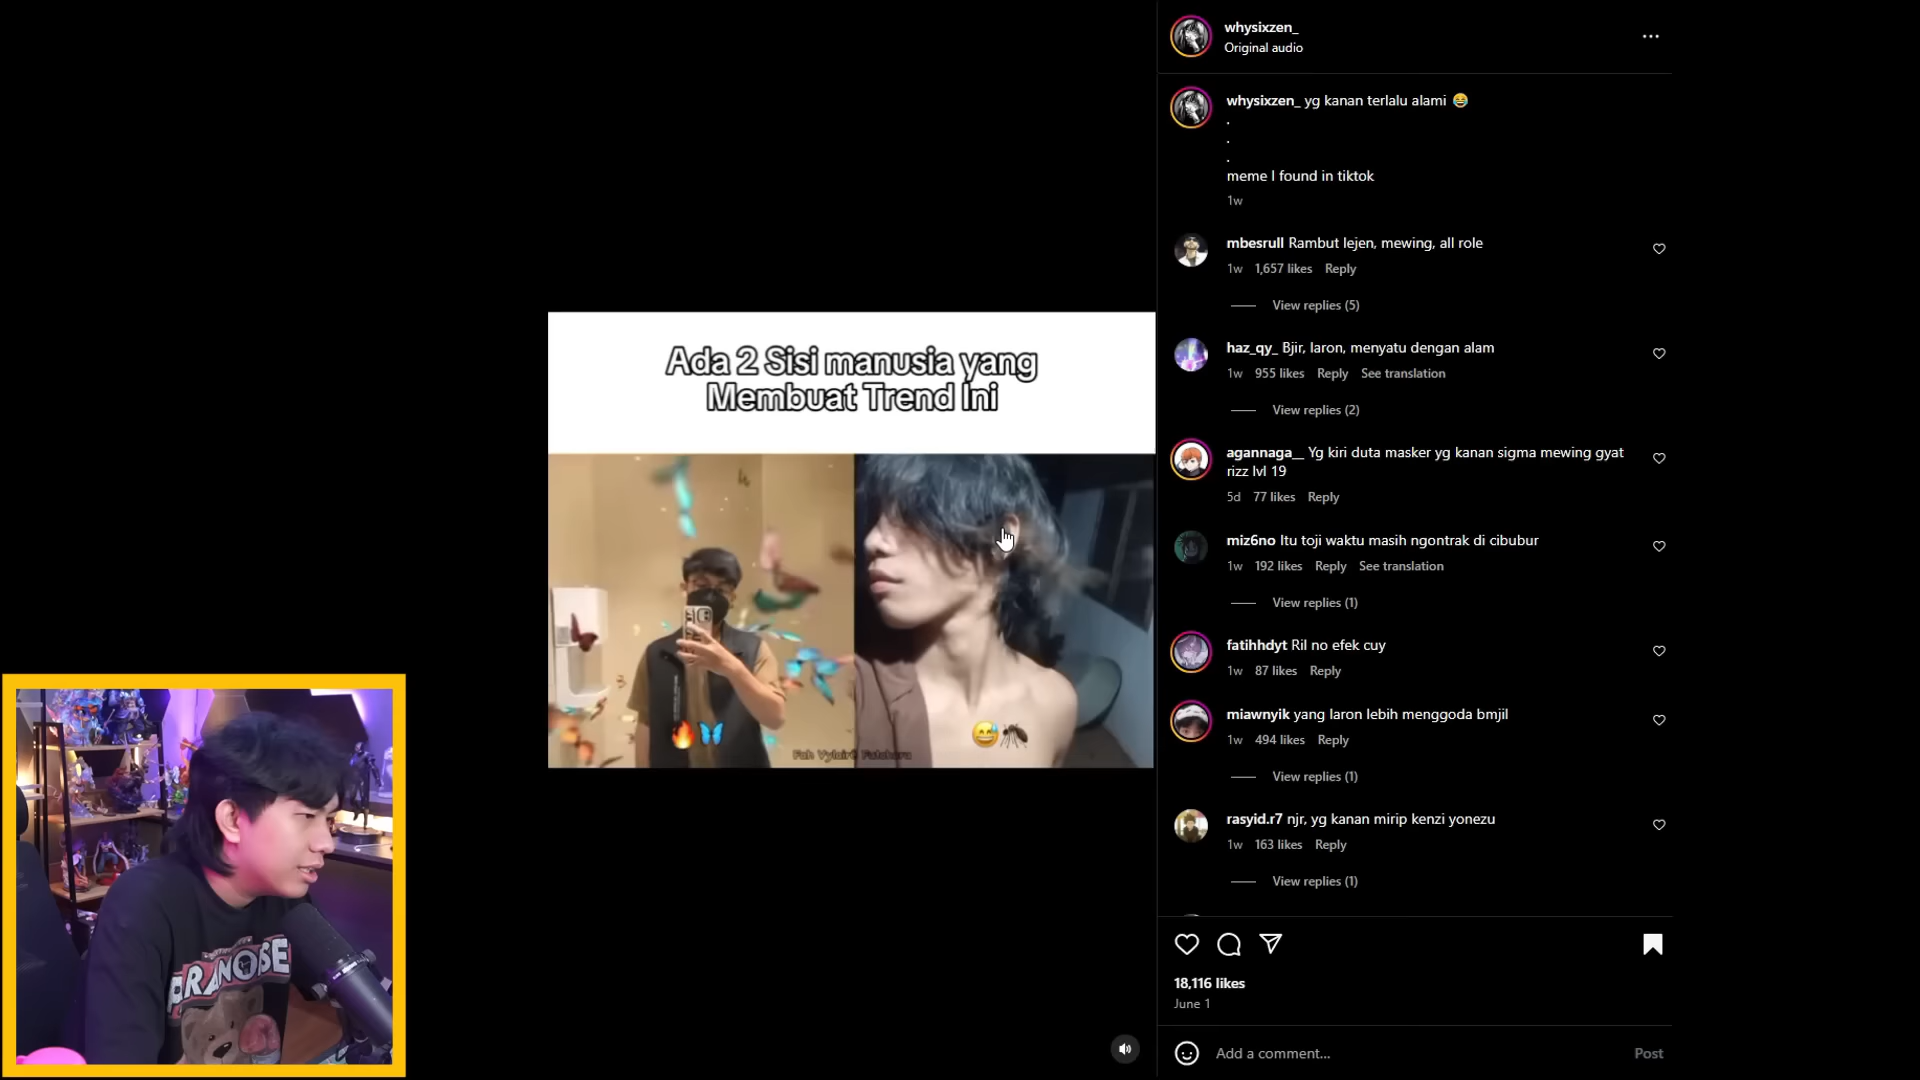 whysixzen_
Original audio
whysixzen_ yg kanan terlalu alami 😂
.
.
.
meme I found in tiktok
1w
mbesrull Rambut lejen, mewing, all role
1w 1,657 likes Reply
View replies (5)
haz_qy_ Bjir, laron, menyatu dengan alam
1w 955 likes Reply See translation
View replies (2)
agannaga__ Yg kiri duta masker yg kanan sigma mewing gyat
rizz lvl 19
5d 77 likes Reply
miz6no Itu toji waktu masih ngontrak di cibubur
1w 192 likes Reply See translation
View replies (1)
fatihhdyt Ril no efek cuy
1w 87 likes Reply
miawnyik yang laron lebih menggoda bmjil
1w 494 likes Reply
View replies (1)
rasyid.r7 njr, yg kanan mirip kenzi yonezu
1w 163 likes Reply
View replies (1)
18,116 likes
June 1
Add a comment...
Post
Ada 2 Sisi manusia yang
Membuat Trend Ini